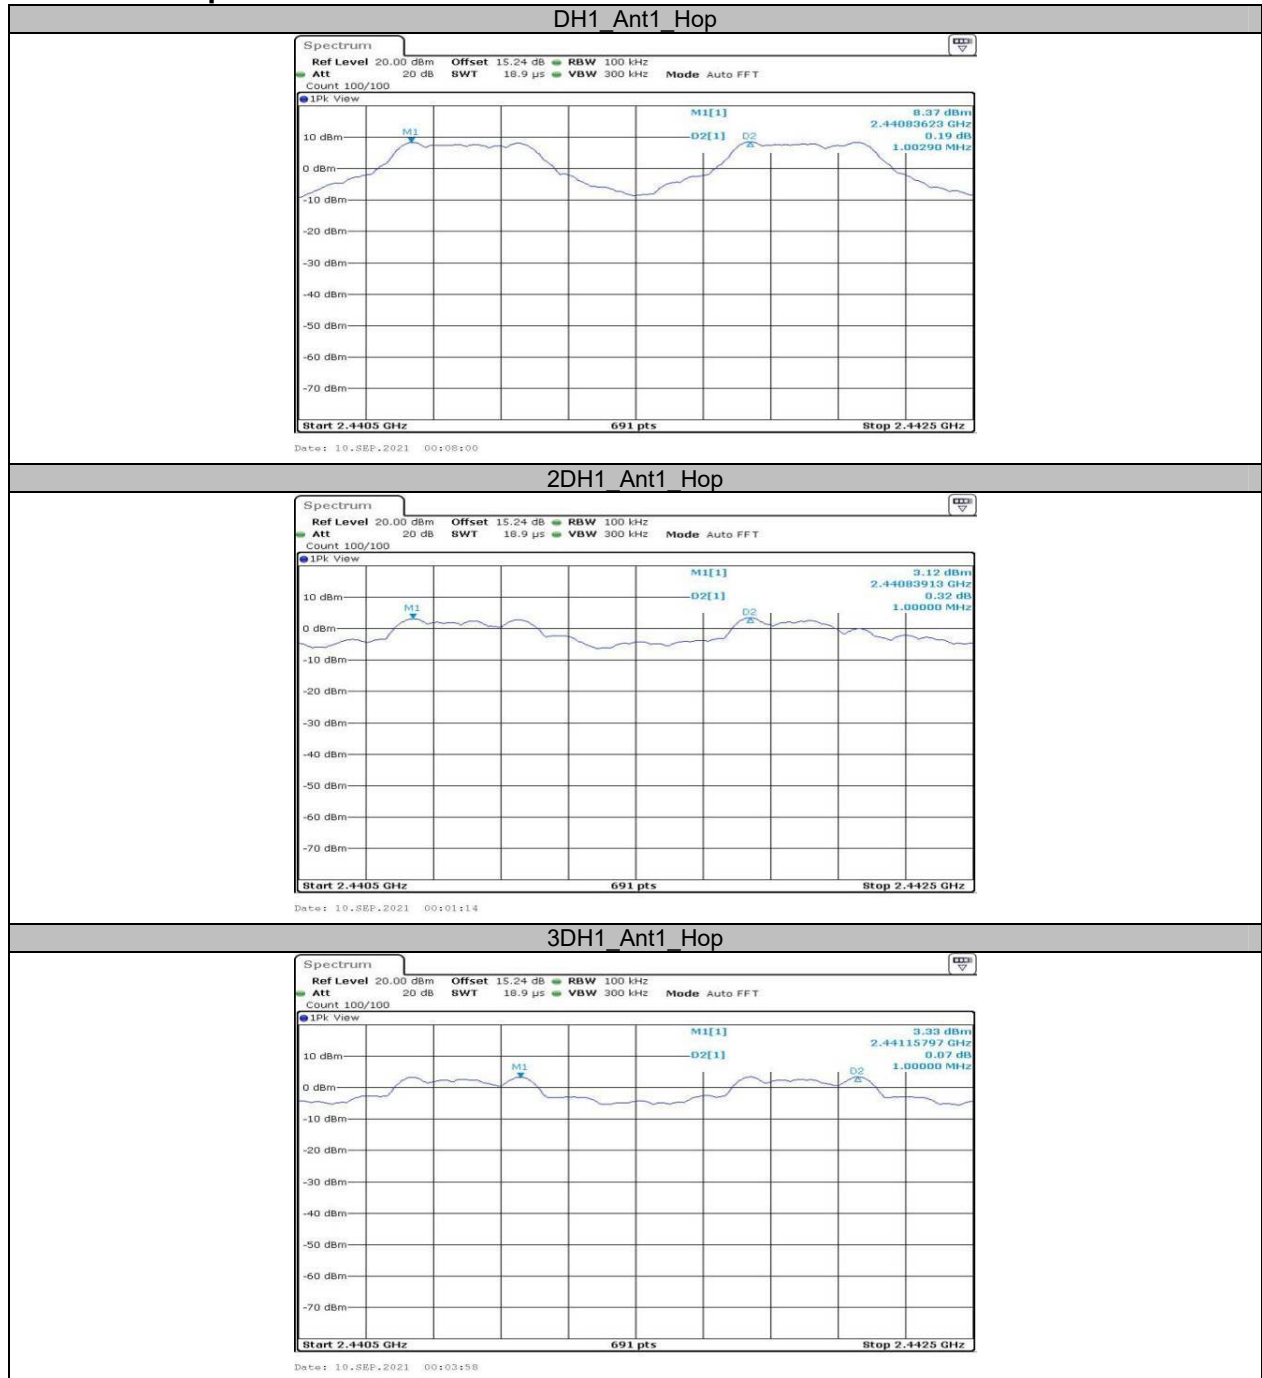 DH1_Ant1_Hop
Spectrum
Ref Level 20.00 dBm Offset 15.24 dB RBW 100 kHz
Att 20 dB SWT 18.9 µs VBW 300 kHz Mode Auto FFT
Count 100/100
1Pk View
M1[1] 8.37 dBm
2.44083623 GHz
10 dBm M1 D2[1] D2 0.19 dB
1.00290 MHz
0 dBm
-10 dBm
-20 dBm
-30 dBm
-40 dBm
-50 dBm
-60 dBm
-70 dBm
Start 2.4405 GHz 691 pts Stop 2.4425 GHz
Date: 10.SEP.2021 00:08:00
2DH1_Ant1_Hop
Spectrum
Ref Level 20.00 dBm Offset 15.24 dB RBW 100 kHz
Att 20 dB SWT 18.9 µs VBW 300 kHz Mode Auto FFT
Count 100/100
1Pk View
M1[1] 3.12 dBm
2.44083913 GHz
10 dBm D2[1] 0.32 dB
M1 D2 1.00000 MHz
0 dBm
-10 dBm
-20 dBm
-30 dBm
-40 dBm
-50 dBm
-60 dBm
-70 dBm
Start 2.4405 GHz 691 pts Stop 2.4425 GHz
Date: 10.SEP.2021 00:01:14
3DH1_Ant1_Hop
Spectrum
Ref Level 20.00 dBm Offset 15.24 dB RBW 100 kHz
Att 20 dB SWT 18.9 µs VBW 300 kHz Mode Auto FFT
Count 100/100
1Pk View
M1[1] 3.33 dBm
2.44115797 GHz
10 dBm D2[1] 0.07 dB
M1 D2 1.00000 MHz
0 dBm
-10 dBm
-20 dBm
-30 dBm
-40 dBm
-50 dBm
-60 dBm
-70 dBm
Start 2.4405 GHz 691 pts Stop 2.4425 GHz
Date: 10.SEP.2021 00:03:58